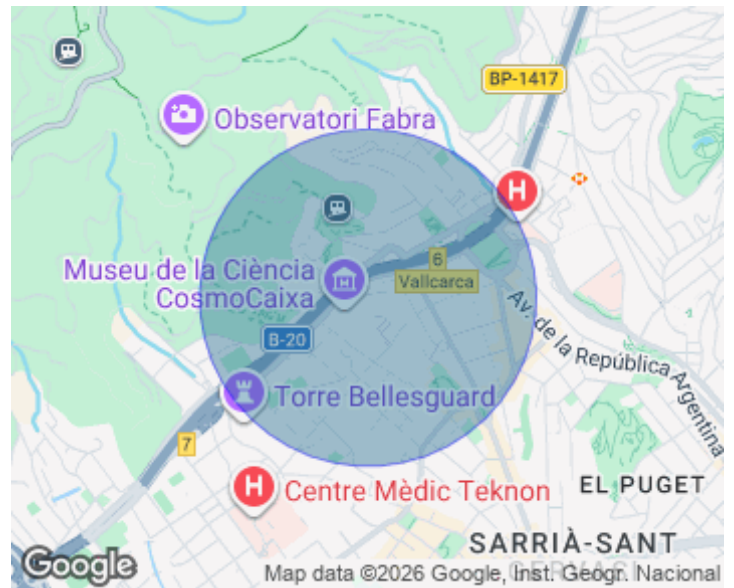 BP-1417
Observatori Fabra
H
Museu de la Ciència
CosmoCaixa
6
Vallcarca
B-20
Av. de la República Argentina
Torre Bellesguard
7
H
Centre Mèdic Teknon
EL PUGET
SARRIÀ-SANT
GERVASI
Google
Map data ©2026 Google, Inst. Geogr. Nacional